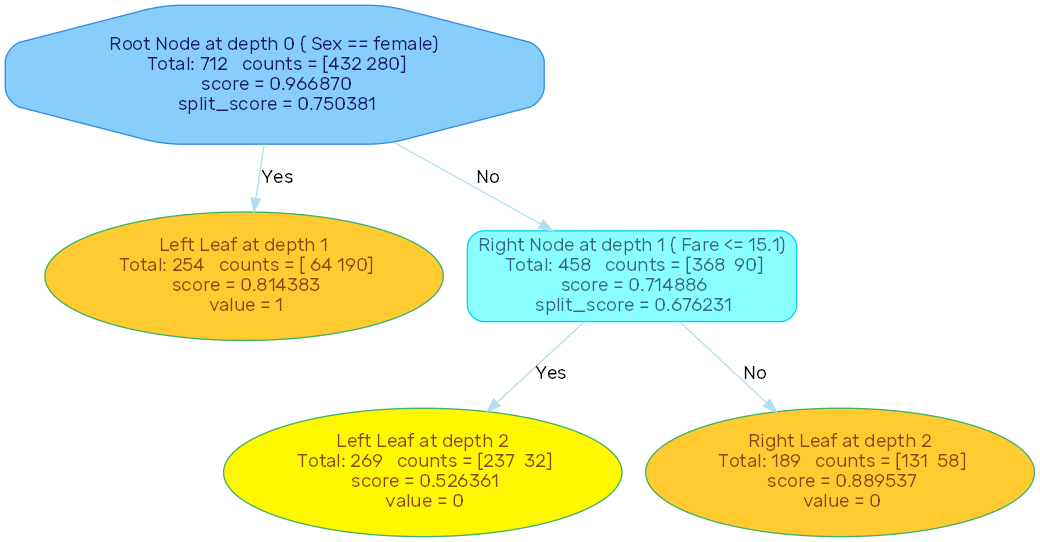 Root Node at depth 0 ( Sex == female)
Total: 712   counts = [432 280]
score = 0.966870
split_score = 0.750381
Yes
No
Left Leaf at depth 1
Total: 254   counts = [ 64 190]
score = 0.814383
value = 1
Right Node at depth 1 ( Fare <= 15.1)
Total: 458   counts = [368  90]
score = 0.714886
split_score = 0.676231
Yes
No
Left Leaf at depth 2
Total: 269   counts = [237  32]
score = 0.526361
value = 0
Right Leaf at depth 2
Total: 189   counts = [131  58]
score = 0.889537
value = 0